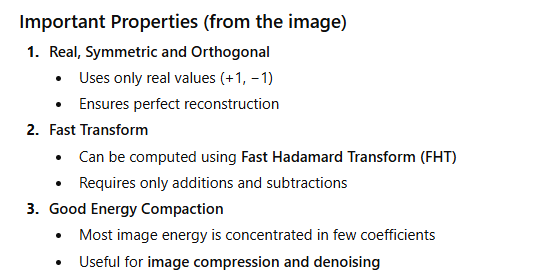 Important Properties (from the image)
1. Real, Symmetric and Orthogonal
• Uses only real values (+1, −1)
• Ensures perfect reconstruction
2. Fast Transform
• Can be computed using Fast Hadamard Transform (FHT)
• Requires only additions and subtractions
3. Good Energy Compaction
• Most image energy is concentrated in few coefficients
• Useful for image compression and denoising